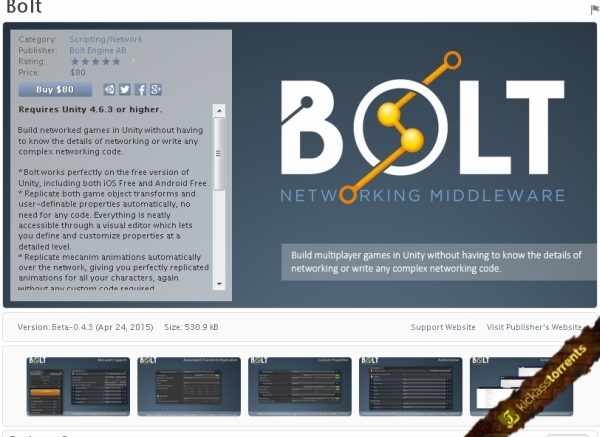 Bolt
Category: Scripting/Network
Publisher: Bolt Engine AB
Rating:
Price: $80
Buy $80
Requires Unity 4.6.3 or higher.
Build networked games in Unity without having
to know the details of networking or write any
complex networking code.
*Bolt works perfectly on the free version of
Unity, including both iOS Free and Android Free.
* Replicate both game object transforms and
user-definable properties automatically, no
need for any code. Everything is neatly
accessible through a visual editor which lets
you define and customize properties at a
detailed level.
* Replicate mecanim animations automatically
over the network, giving you perfectly replicated
animations for all your characters, again
without any custom code required
BOLT
NETWORKING MIDDLEWARE
Build multiplayer games in Unity without having to know the details of
networking or write any complex networking code.
Version: Beta-0.4.3 (Apr 24, 2015) Size: 530.9 kB
Support Website Visit Publisher's Website
BOLT Mecanim Support
BOLT Automated Transform Replication
BOLT Custom Properties
BOLT Authoritative
BOLT
kickasstorrents